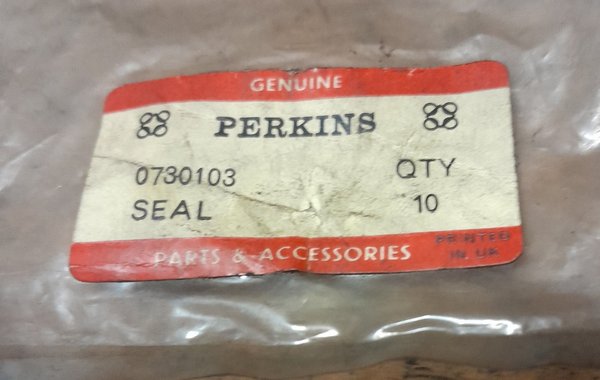 GENUINE
PERKINS
0730103 QTY
SEAL 10
PARTS & ACCESSORIES PRINTED
IN UK